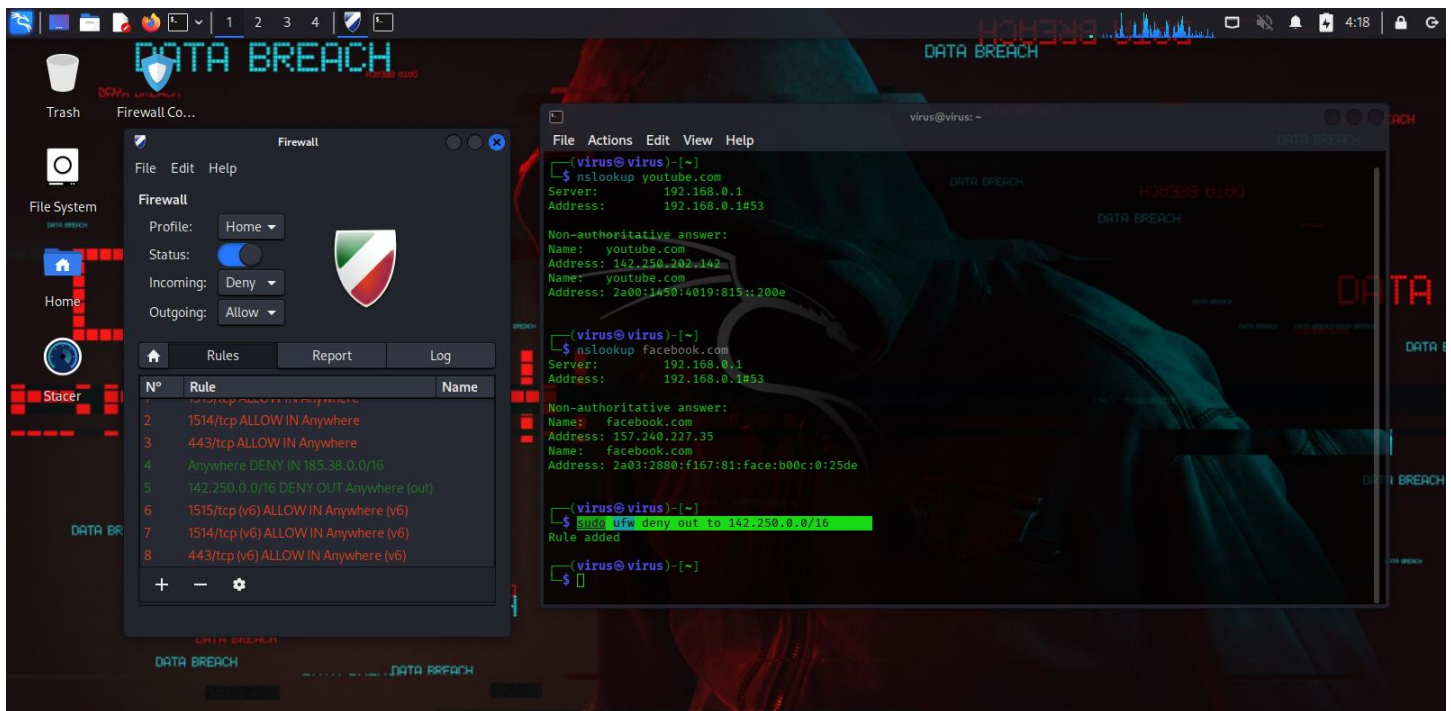 1 2 3 4
4:18
DATA BREACH
DATA BREACH
Trash
Firewall Co...
File System
Home
Stacer
Firewall
File Edit Help
Firewall
Profile: Home
Status:
Incoming: Deny
Outgoing: Allow
Rules Report Log
N° Rule Name
1 1515/tcp ALLOW IN Anywhere
2 1514/tcp ALLOW IN Anywhere
3 443/tcp ALLOW IN Anywhere
4 Anywhere DENY IN 185.38.0.0/16
5 142.250.0.0/16 DENY OUT Anywhere (out)
6 1515/tcp (v6) ALLOW IN Anywhere (v6)
7 1514/tcp (v6) ALLOW IN Anywhere (v6)
8 443/tcp (v6) ALLOW IN Anywhere (v6)
virus@virus: ~
File Actions Edit View Help
┌──(virus㉿virus)-[~]
└─$ nslookup youtube.com
Server: 192.168.0.1
Address: 192.168.0.1#53
Non-authoritative answer:
Name: youtube.com
Address: 142.250.202.142
Name: youtube.com
Address: 2a00:1450:4019:815::200e
┌──(virus㉿virus)-[~]
└─$ nslookup facebook.com
Server: 192.168.0.1
Address: 192.168.0.1#53
Non-authoritative answer:
Name: facebook.com
Address: 157.240.227.35
Name: facebook.com
Address: 2a03:2880:f167:81:face:b00c:0:25de
┌──(virus㉿virus)-[~]
└─$ sudo ufw deny out to 142.250.0.0/16
Rule added
┌──(virus㉿virus)-[~]
└─$
DATA BREACH
DATA BREACH
DATA BREACH
DATA BREACH
DATA BREACH
DATA BREACH